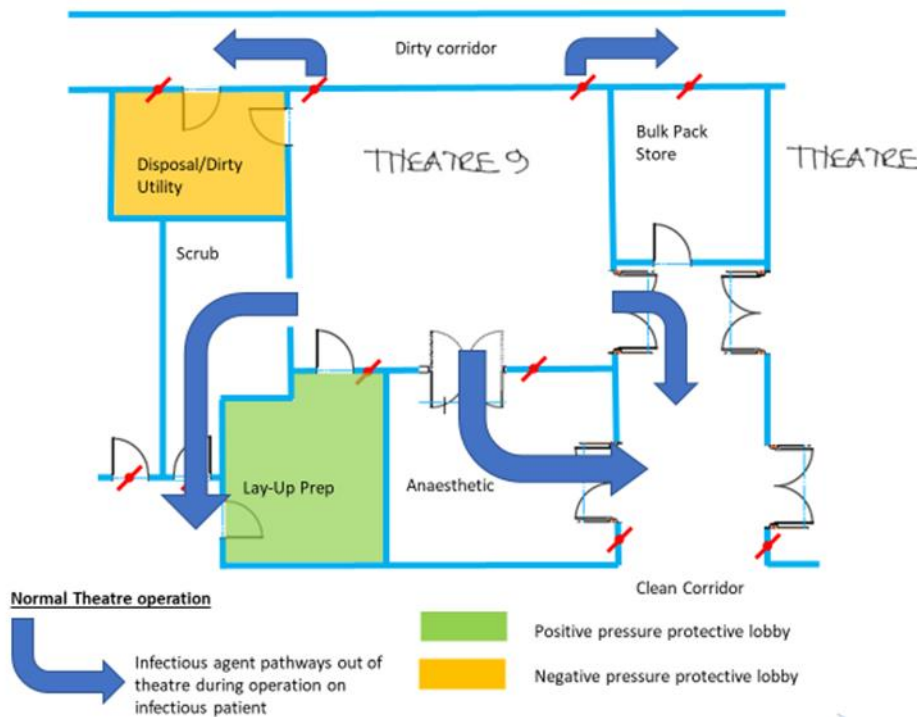 Dirty corridor
Disposal/Dirty
Utility
THEATRE 9
Bulk Pack
Store
THEATRE
Scrub
Lay-Up Prep
Anaesthetic
Clean Corridor
Normal Theatre operation
Infectious agent pathways out of
theatre during operation on
infectious patient
Positive pressure protective lobby
Negative pressure protective lobby